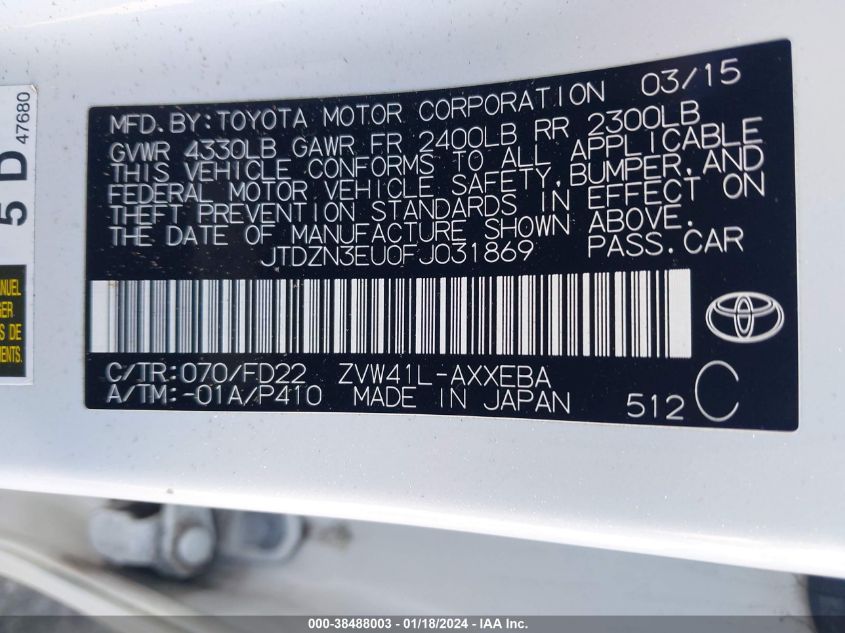 03/15
MFD. BY: TOYOTA MOTOR CORPORATION
GVWR 4330LB GAWR FR 2400LB RR 2300LB
THIS VEHICLE CONFORMS TO ALL APPLICABLE
FEDERAL MOTOR VEHICLE SAFETY, BUMPER, AND
THEFT PREVENTION STANDARDS IN EFFECT ON
THE DATE OF MANUFACTURE SHOWN ABOVE.
JTDZN3EU0FJ031869 PASS. CAR
C/TR: 070/FD22 ZVW41L-AXXEBA
A/TM: -01A/P410 MADE IN JAPAN 512 C
5 D
47680
DE
000-38488003 - 01/18/2024 - IAA Inc.